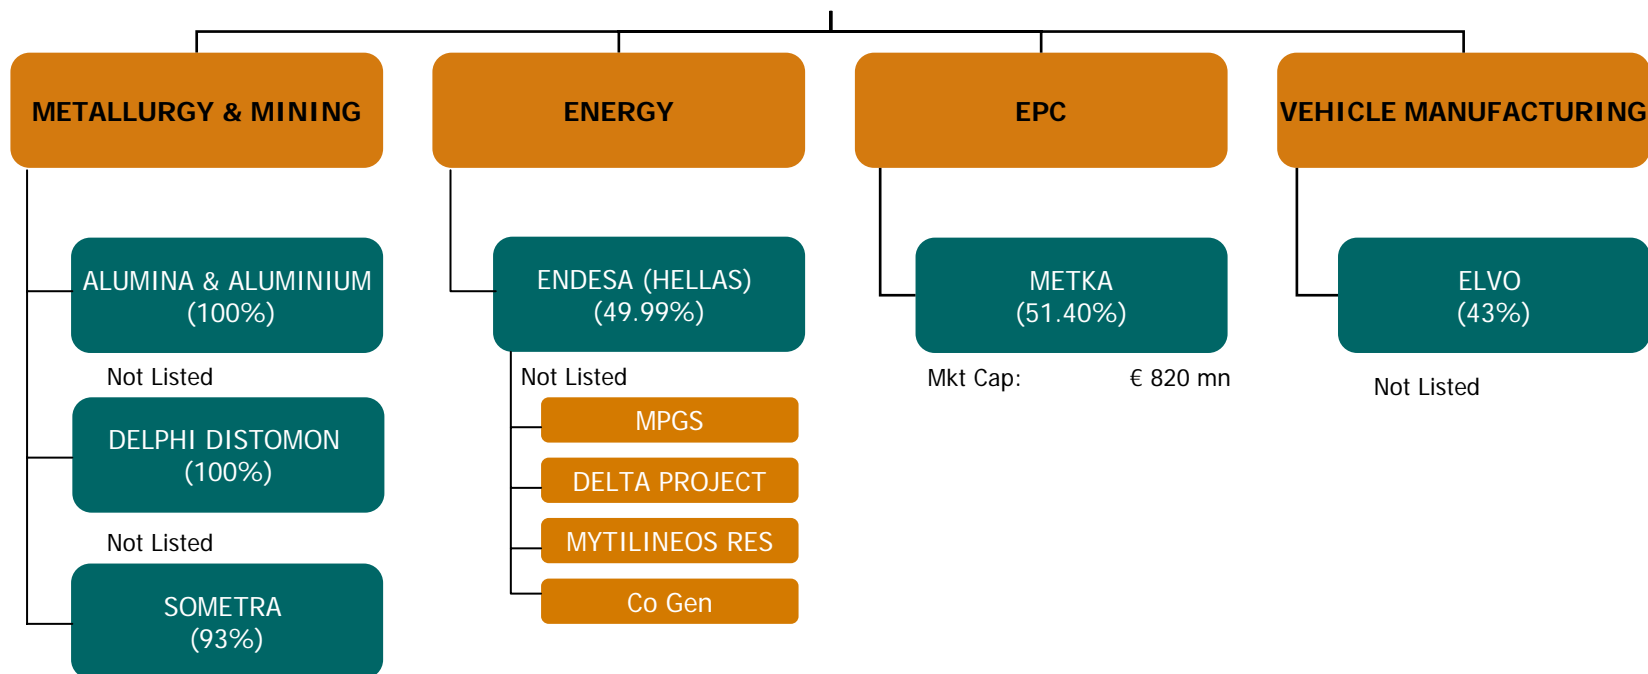 METALLURGY & MINING
ENERGY
EPC
VEHICLE MANUFACTURING
ALUMINA & ALUMINIUM
(100%)
Not Listed
DELPHI DISTOMON
(100%)
Not Listed
SOMETRA
(93%)
ENDESA (HELLAS)
(49.99%)
Not Listed
MPGS
DELTA PROJECT
MYTILINEOS RES
Co Gen
METKA
(51.40%)
Mkt Cap: € 820 mn
ELVO
(43%)
Not Listed